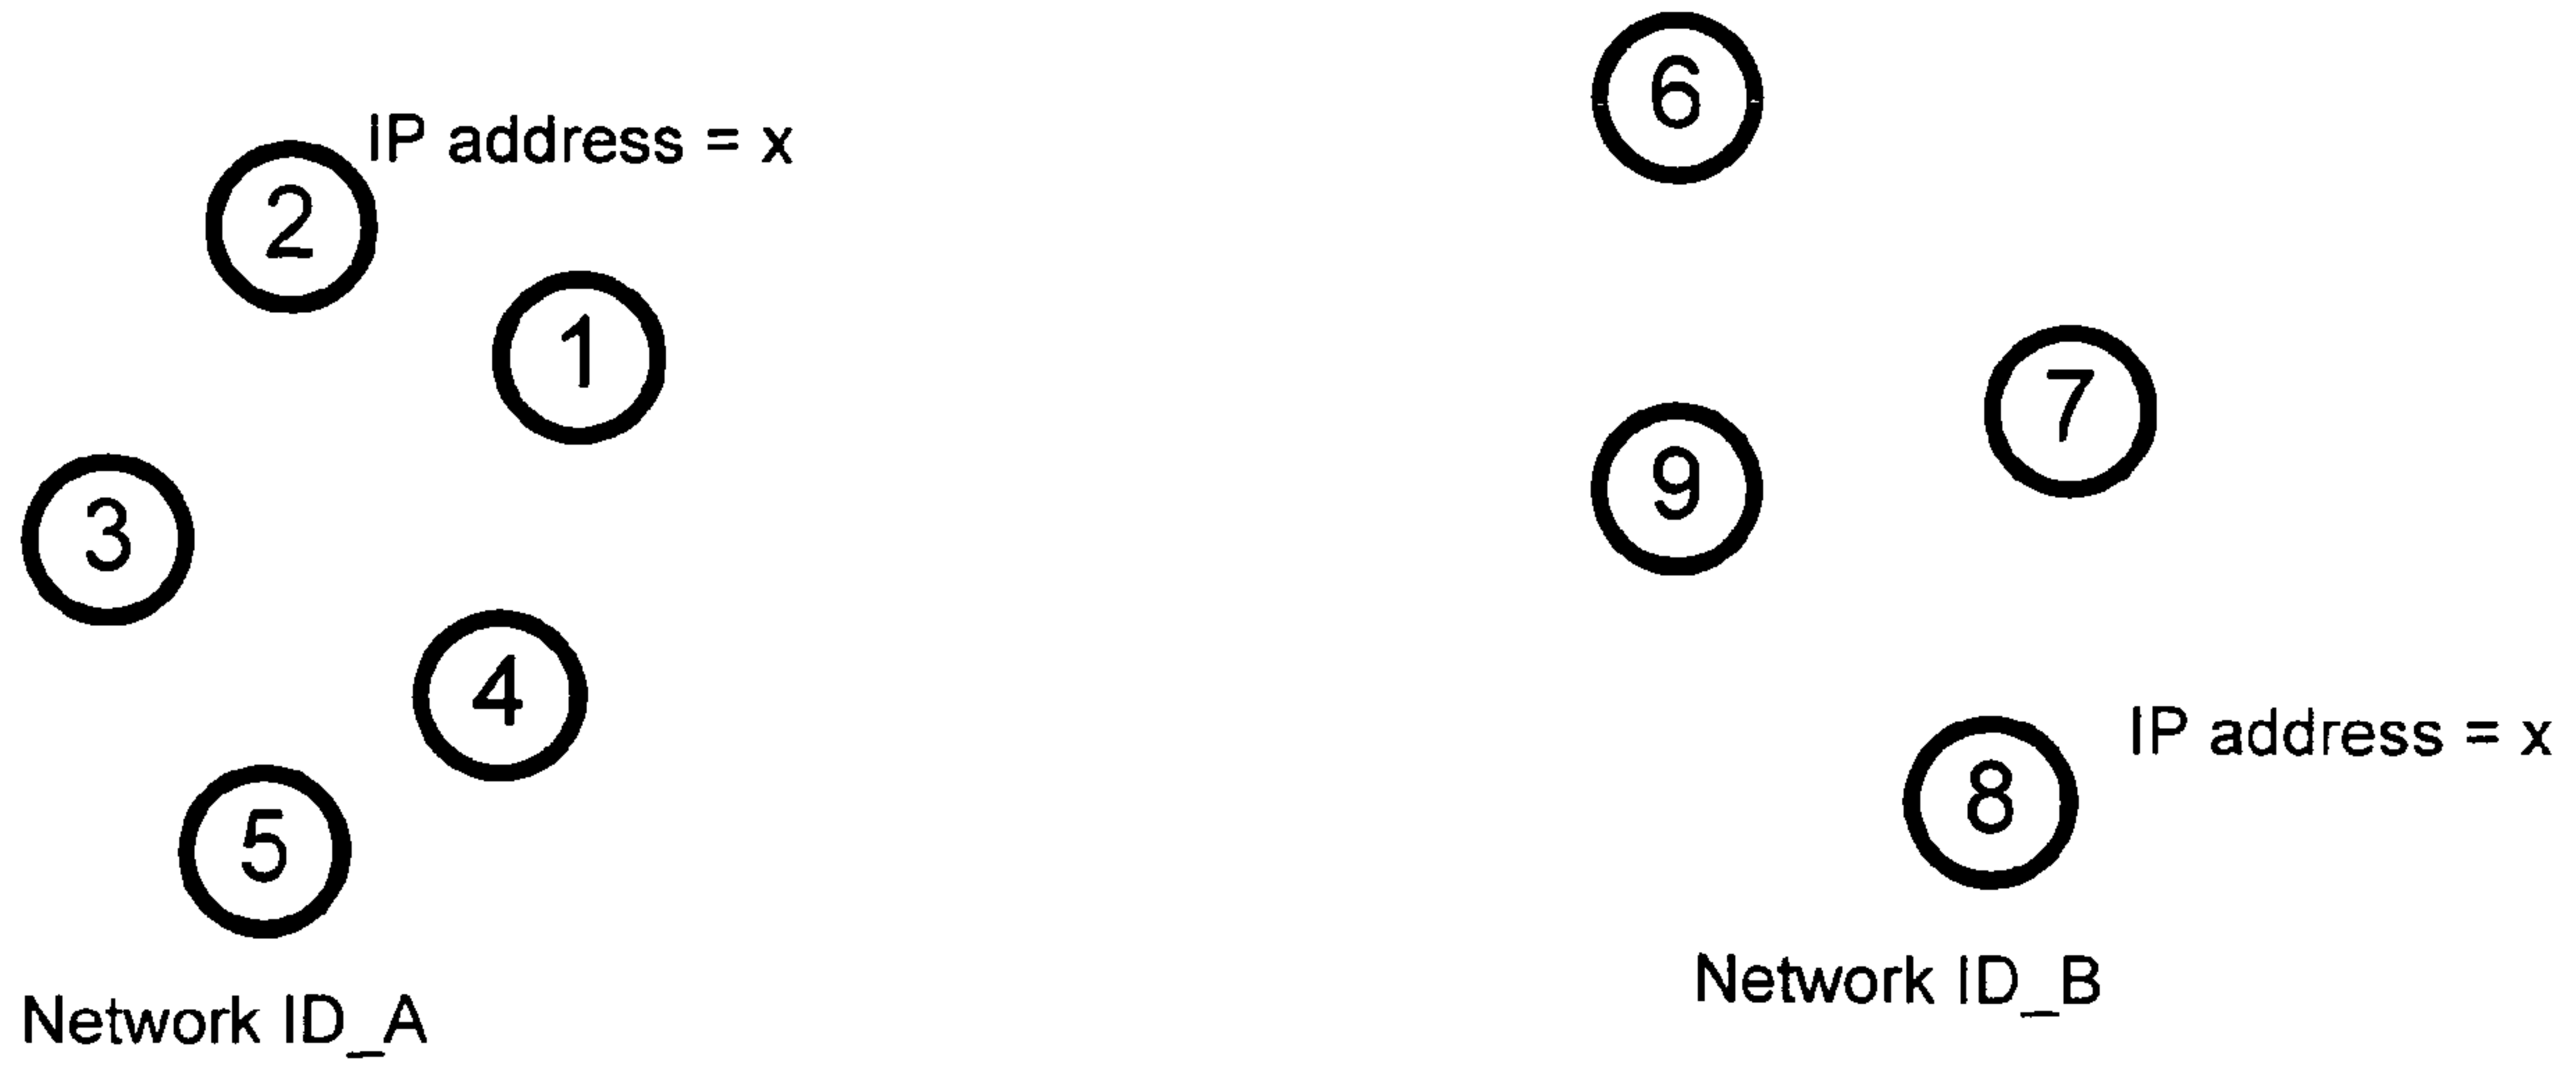 IP address = x
2
1
3
4
5
Network ID_A
6
7
9
IP address = x
8
Network ID_B